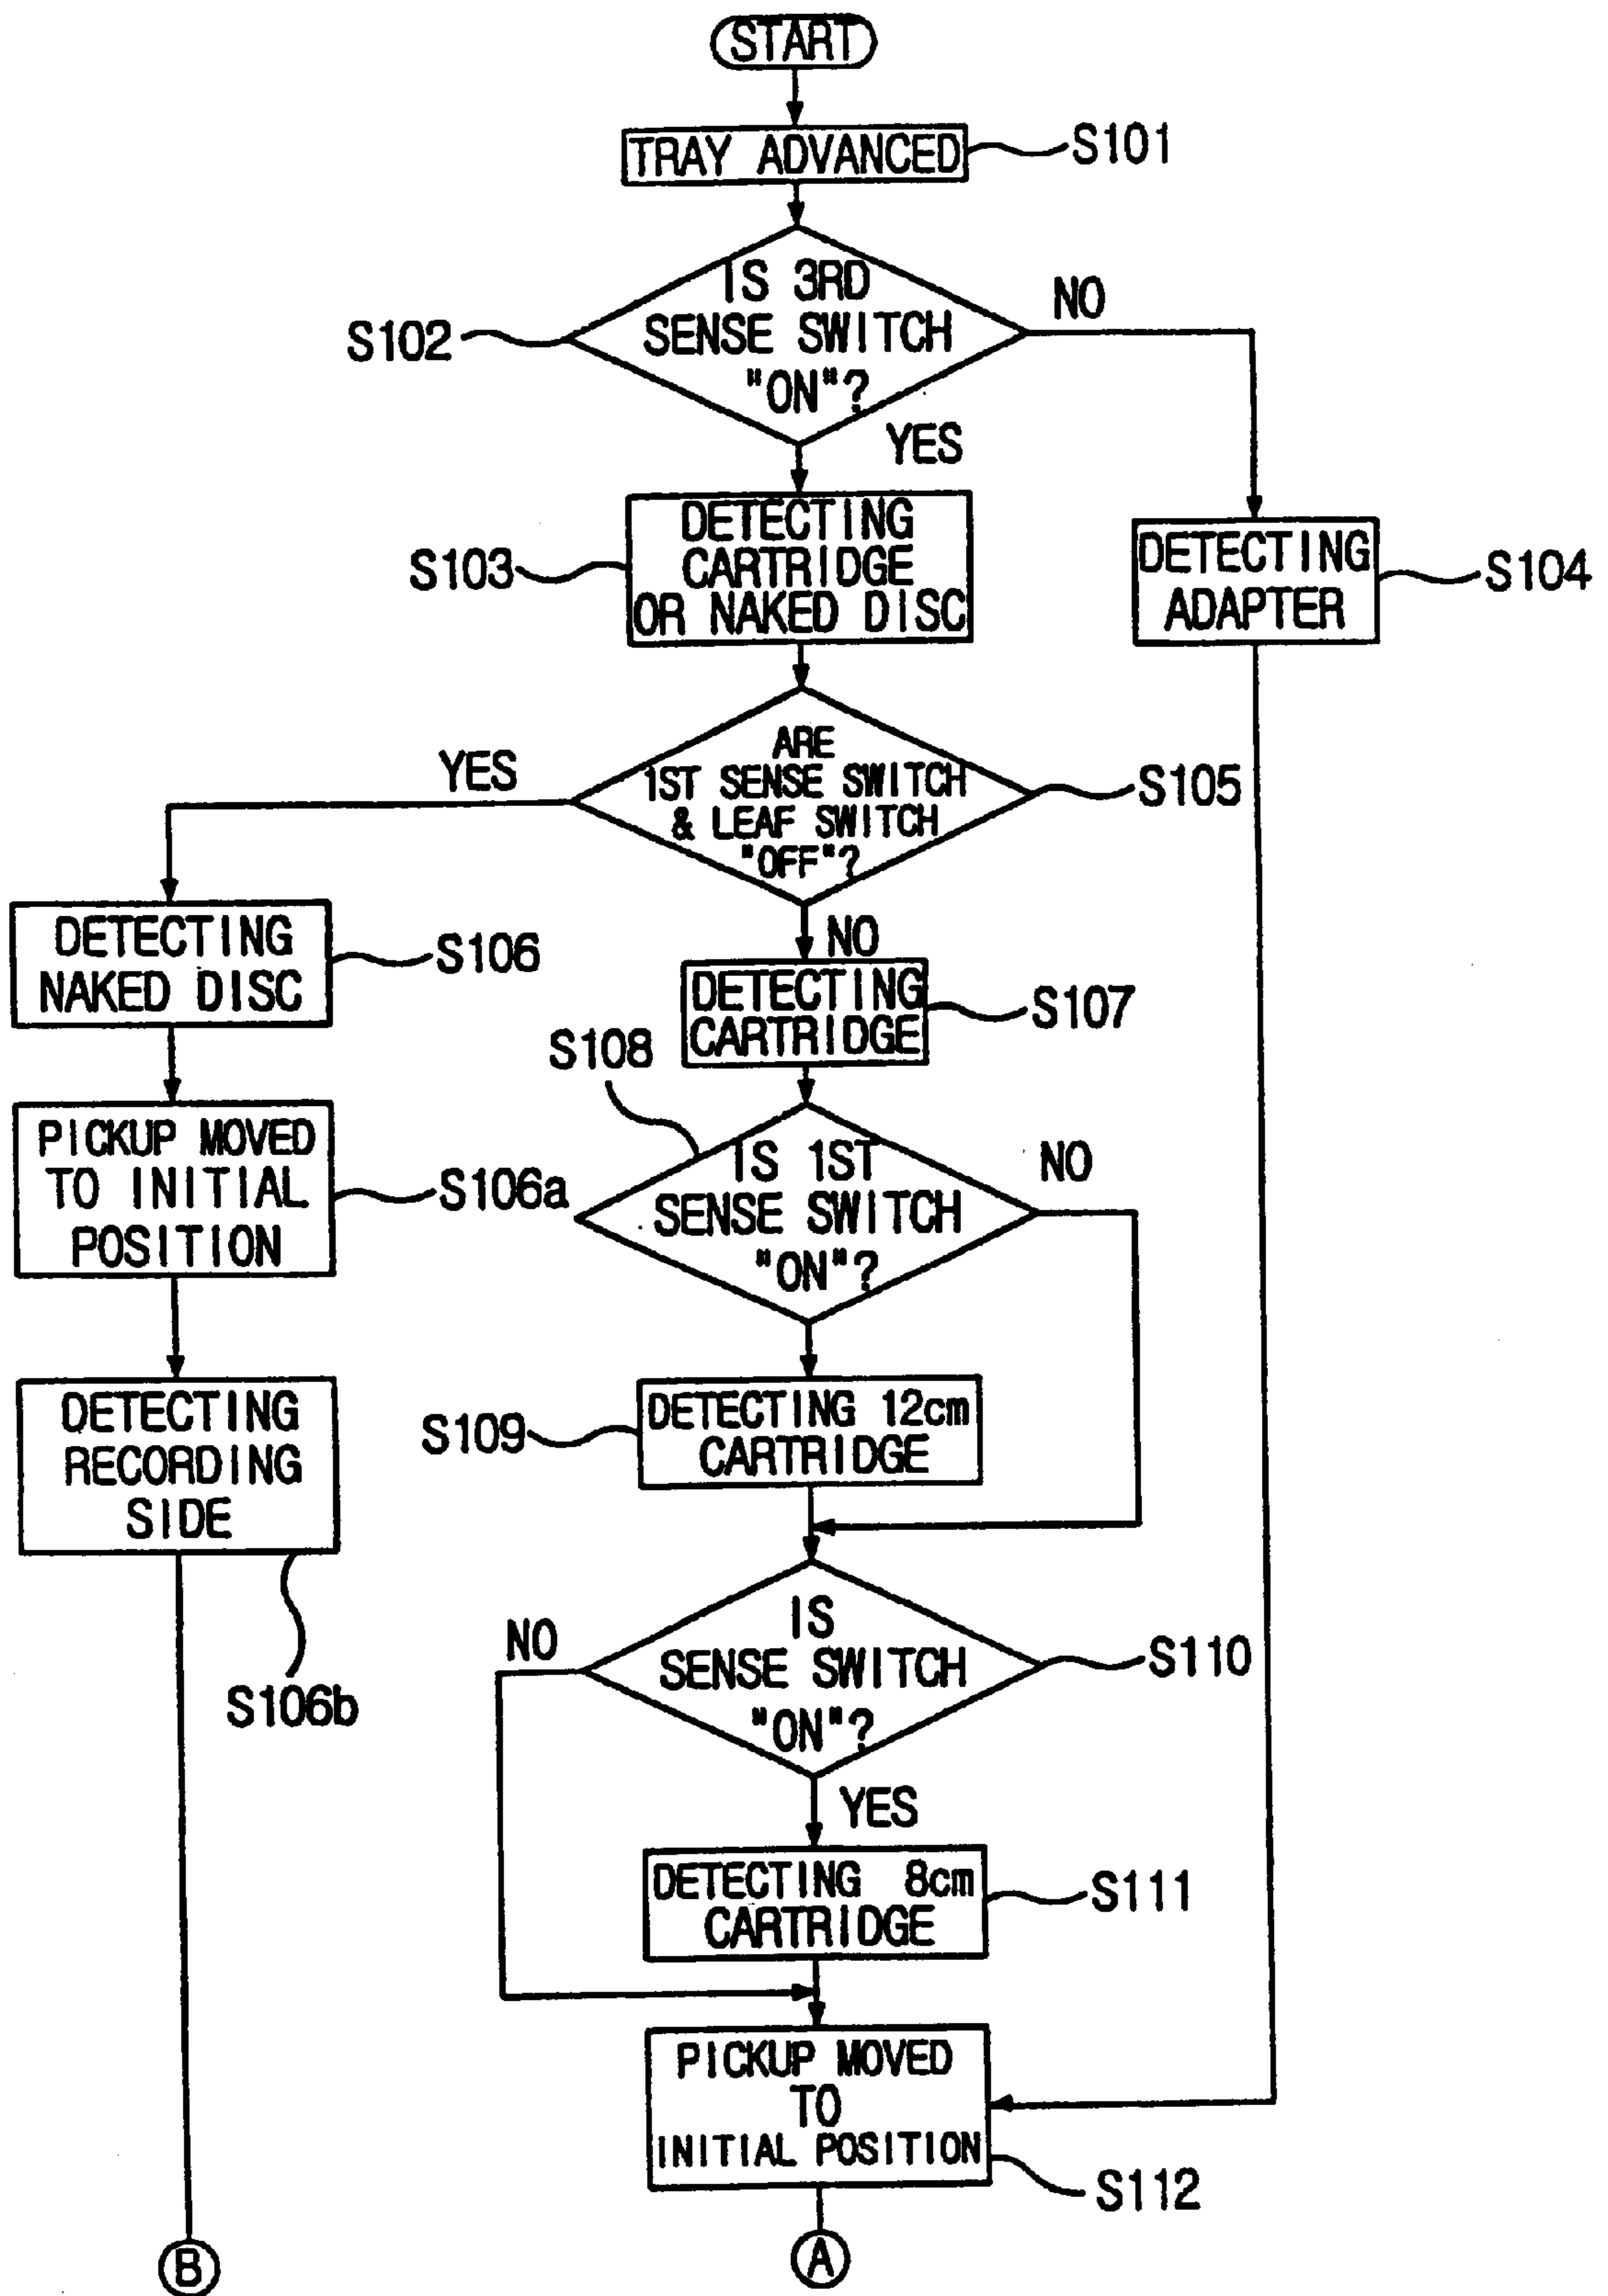 START
TRAY ADVANCED
S101
IS 3RD
SENSE SWITCH
"ON"?
S102
NO
YES
DETECTING
CARTRIDGE
OR NAKED DISC
S103
DETECTING
ADAPTER
S104
ARE
1ST SENSE SWITCH
& LEAF SWITCH
"OFF"?
S105
YES
NO
DETECTING
NAKED DISC
S106
DETECTING
CARTRIDGE
S107
PICKUP MOVED
TO INITIAL
POSITION
S106a
S108
IS 1ST
SENSE SWITCH
"ON"?
NO
DETECTING
RECORDING
SIDE
S106b
DETECTING 12cm
CARTRIDGE
S109
IS
SENSE SWITCH
"ON"?
S110
NO
YES
DETECTING 8cm
CARTRIDGE
S111
PICKUP MOVED
TO
INITIAL POSITION
S112
B
A